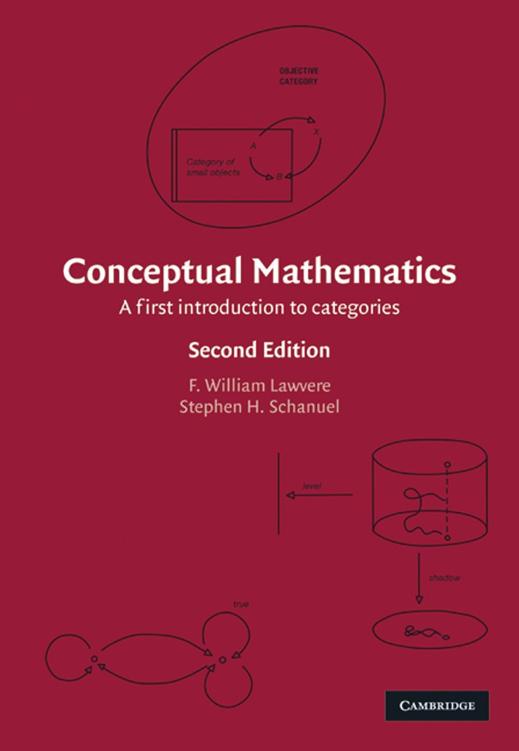 OBJECTIVE
CATEGORY
X
A
Category of
small objects
B
Conceptual Mathematics
A first introduction to categories
Second Edition
F. William Lawvere
Stephen H. Schanuel
level
shadow
true
CAMBRIDGE